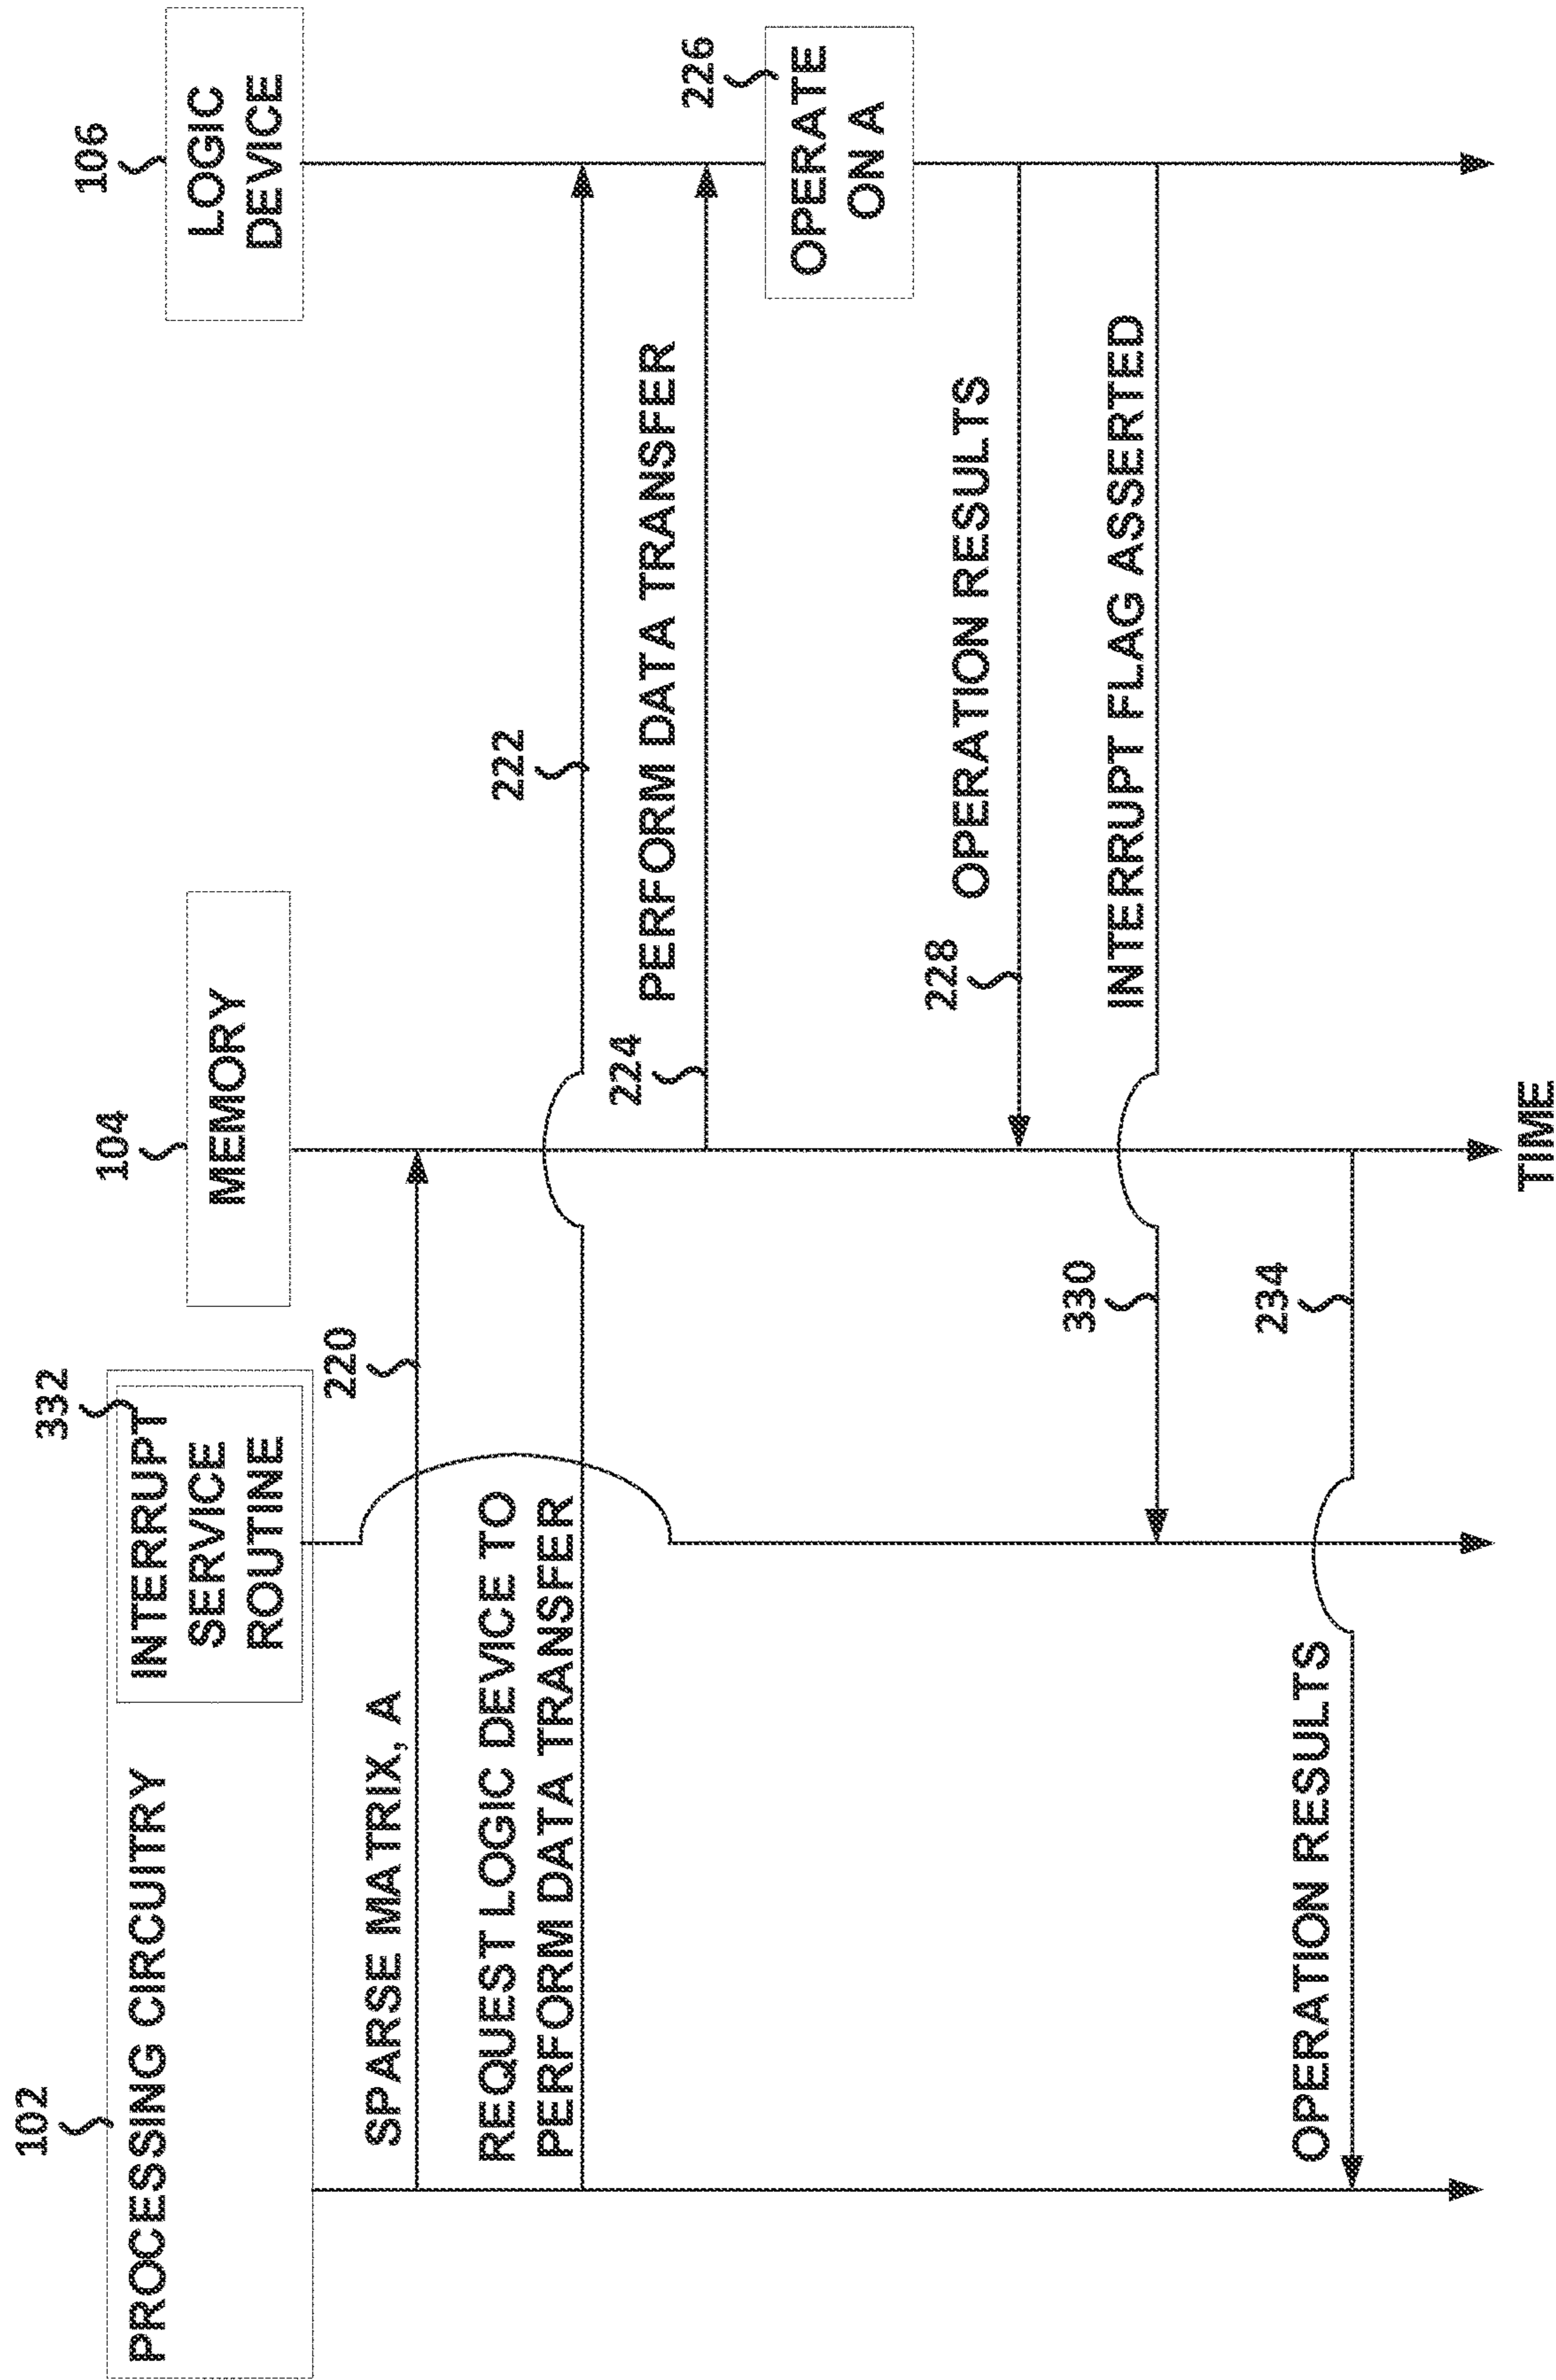 102
PROCESSING CIRCUITRY
332
INTERRUPT
SERVICE
ROUTINE
104
MEMORY
106
LOGIC
DEVICE
SPARSE MATRIX, A
220
REQUEST LOGIC DEVICE TO
PERFORM DATA TRANSFER
222
224
PERFORM DATA TRANSFER
226
OPERATE
ON A
228
OPERATION RESULTS
330
INTERRUPT FLAG ASSERTED
OPERATION RESULTS
234
TIME